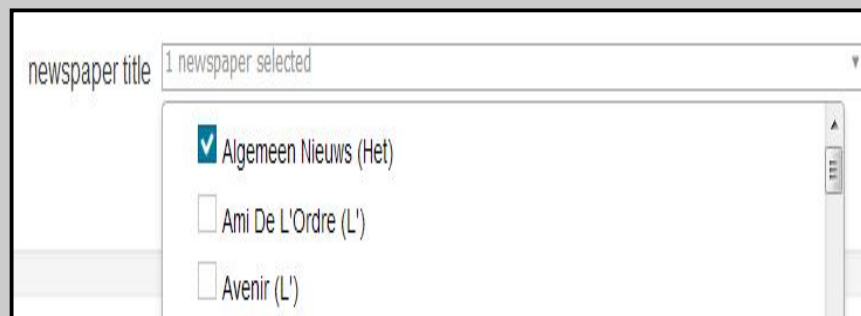 newspaper title 1 newspaper selected
Algemeen Nieuws (Het)
Ami De L'Ordre (L')
Avenir (L')